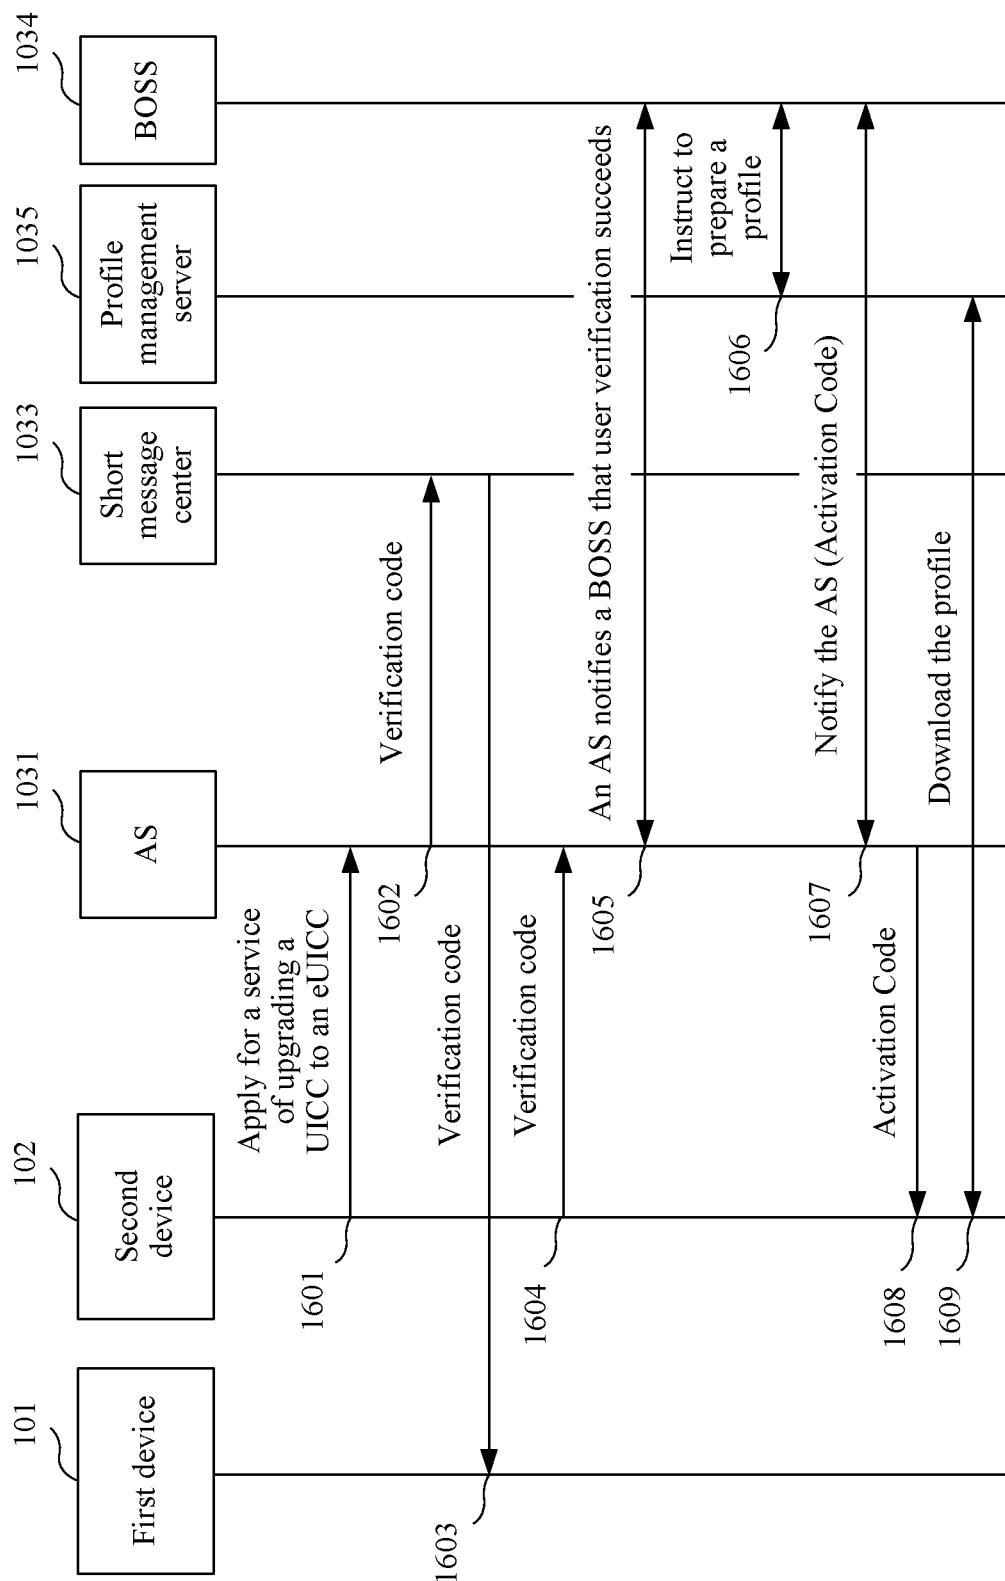 101
102
1031
1033
1035
1034
First device
Second
device
AS
Short
message
center
Profile
management
server
BOSS
Apply for a service
of upgrading a
UICC to an eUICC
1601
Verification code
1602
Verification code
1603
Verification code
1604
An AS notifies a BOSS that user verification succeeds
1605
Instruct to
prepare a
profile
1606
Notify the AS (Activation Code)
1607
Activation Code
1608
Download the profile
1609